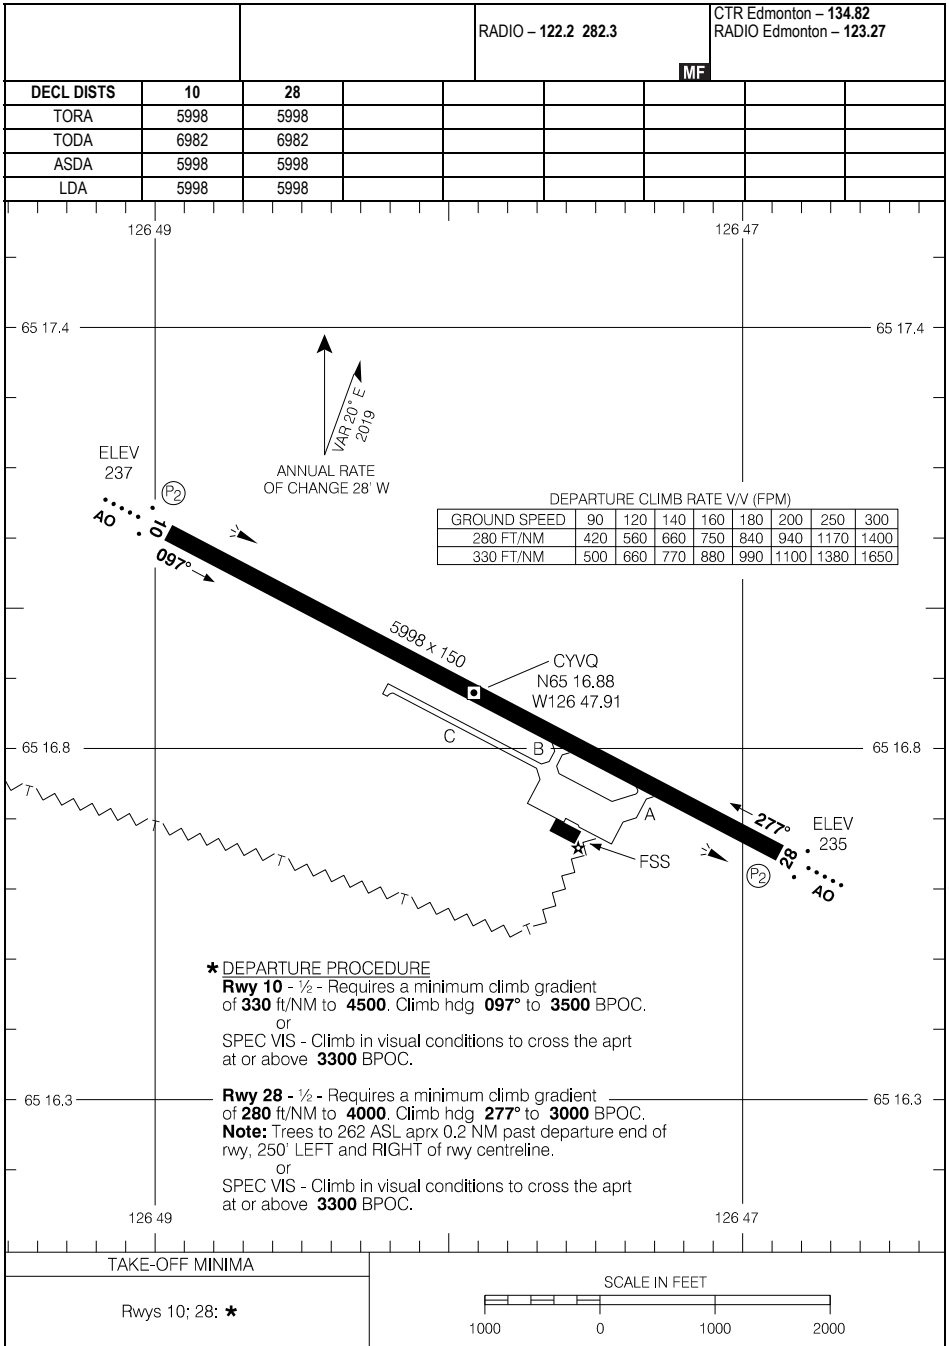 RADIO – 122.2 282.3
MF
CTR Edmonton – 134.82
RADIO Edmonton – 123.27
DECL DISTS 10 28
TORA 5998 5998
TODA 6982 6982
ASDA 5998 5998
LDA 5998 5998
126 49 126 47
65 17.4 65 17.4
VAR 20° E
2019
ANNUAL RATE
OF CHANGE 28' W
ELEV
237
P2
AO
10
097°
DEPARTURE CLIMB RATE V/V (FPM)
GROUND SPEED 90 120 140 160 180 200 250 300
280 FT/NM 420 560 660 750 840 940 1170 1400
330 FT/NM 500 660 770 880 990 1100 1380 1650
5998 x 150
CYVQ
N65 16.88
W126 47.91
C
B
65 16.8 65 16.8
A
277°
ELEV
235
28
FSS
P2
AO
T
T
T
T
T
T
* DEPARTURE PROCEDURE
Rwy 10 - ½ - Requires a minimum climb gradient
of 330 ft/NM to 4500. Climb hdg 097° to 3500 BPOC.
or
SPEC VIS - Climb in visual conditions to cross the aprt
at or above 3300 BPOC.
65 16.3 65 16.3
Rwy 28 - ½ - Requires a minimum climb gradient
of 280 ft/NM to 4000. Climb hdg 277° to 3000 BPOC.
Note: Trees to 262 ASL aprx 0.2 NM past departure end of
rwy, 250' LEFT and RIGHT of rwy centreline.
or
SPEC VIS - Climb in visual conditions to cross the aprt
at or above 3300 BPOC.
126 49 126 47
TAKE-OFF MINIMA
Rwys 10; 28: *
SCALE IN FEET
1000 0 1000 2000